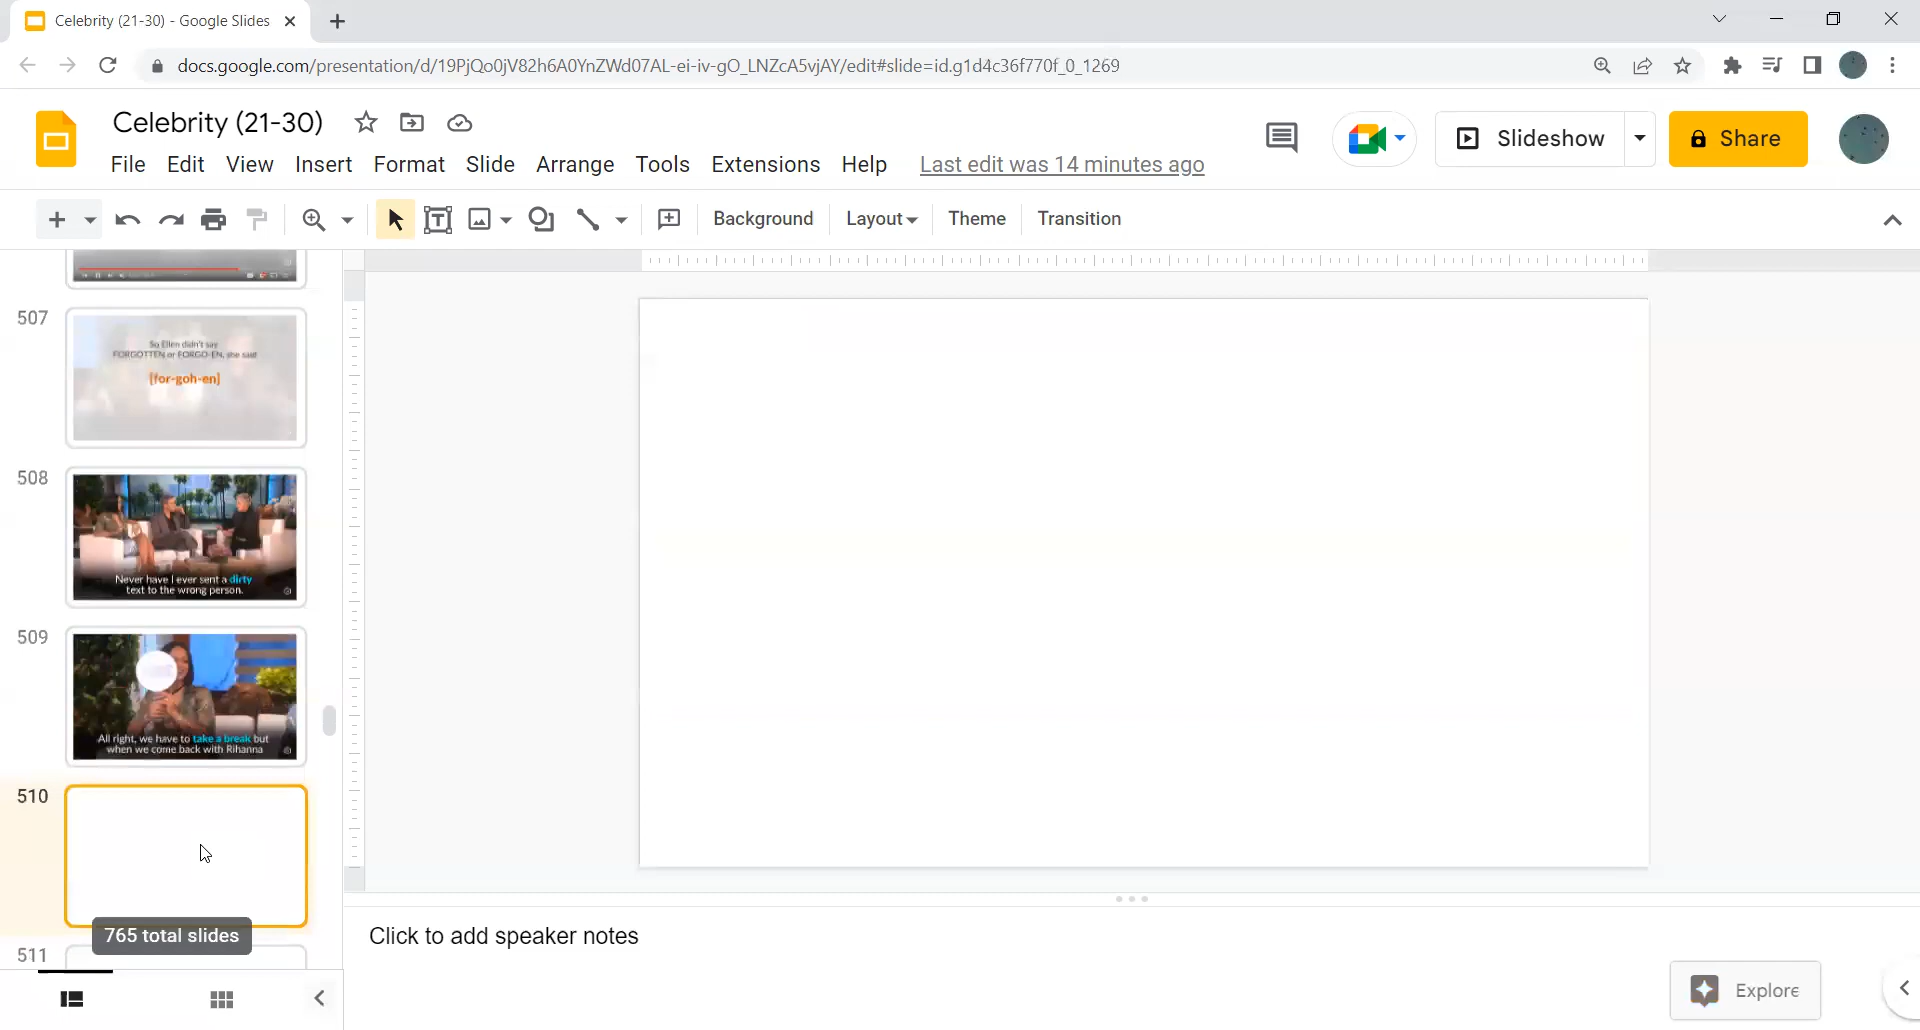 Celebrity (21-30) - Google Slides
docs.google.com/presentation/d/19PjQo0jV82h6A0YnZWd07AL-ei-iv-gO_LNZcA5vjAY/edit#slide=id.g1d4c36f770f_0_1269
Celebrity (21-30)
Slideshow
Share
File Edit View Insert Format Slide Arrange Tools Extensions Help Last edit was 14 minutes ago
Background Layout Theme Transition
507
So Ellen didn't say
FORGOTTEN or FORGO-EN, she said
[for-goh-en]
508
Never have I ever sent a dirty
text to the wrong person.
509
All right, we have to take a break but
when we come back with Rihanna
510
765 total slides
511
Click to add speaker notes
Explore